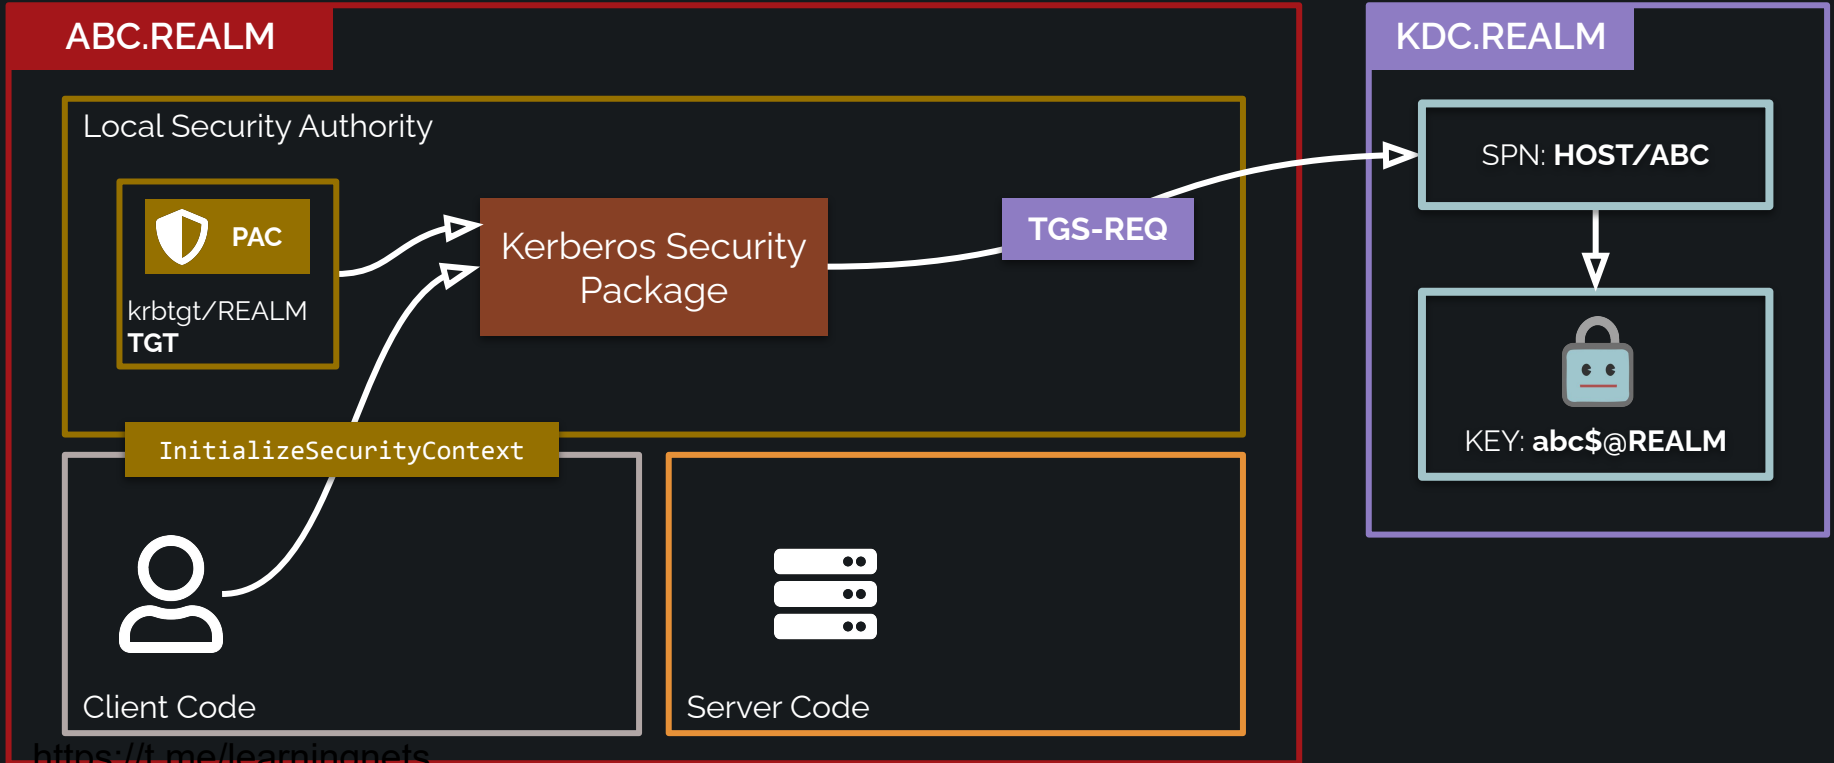 ABC.REALM
KDC.REALM
Local Security Authority
PAC
krbtgt/REALM
TGT
Kerberos Security
Package
TGS-REQ
SPN: HOST/ABC
KEY: abc$@REALM
InitializeSecurityContext
Client Code
Server Code
https://t.me/learningnets